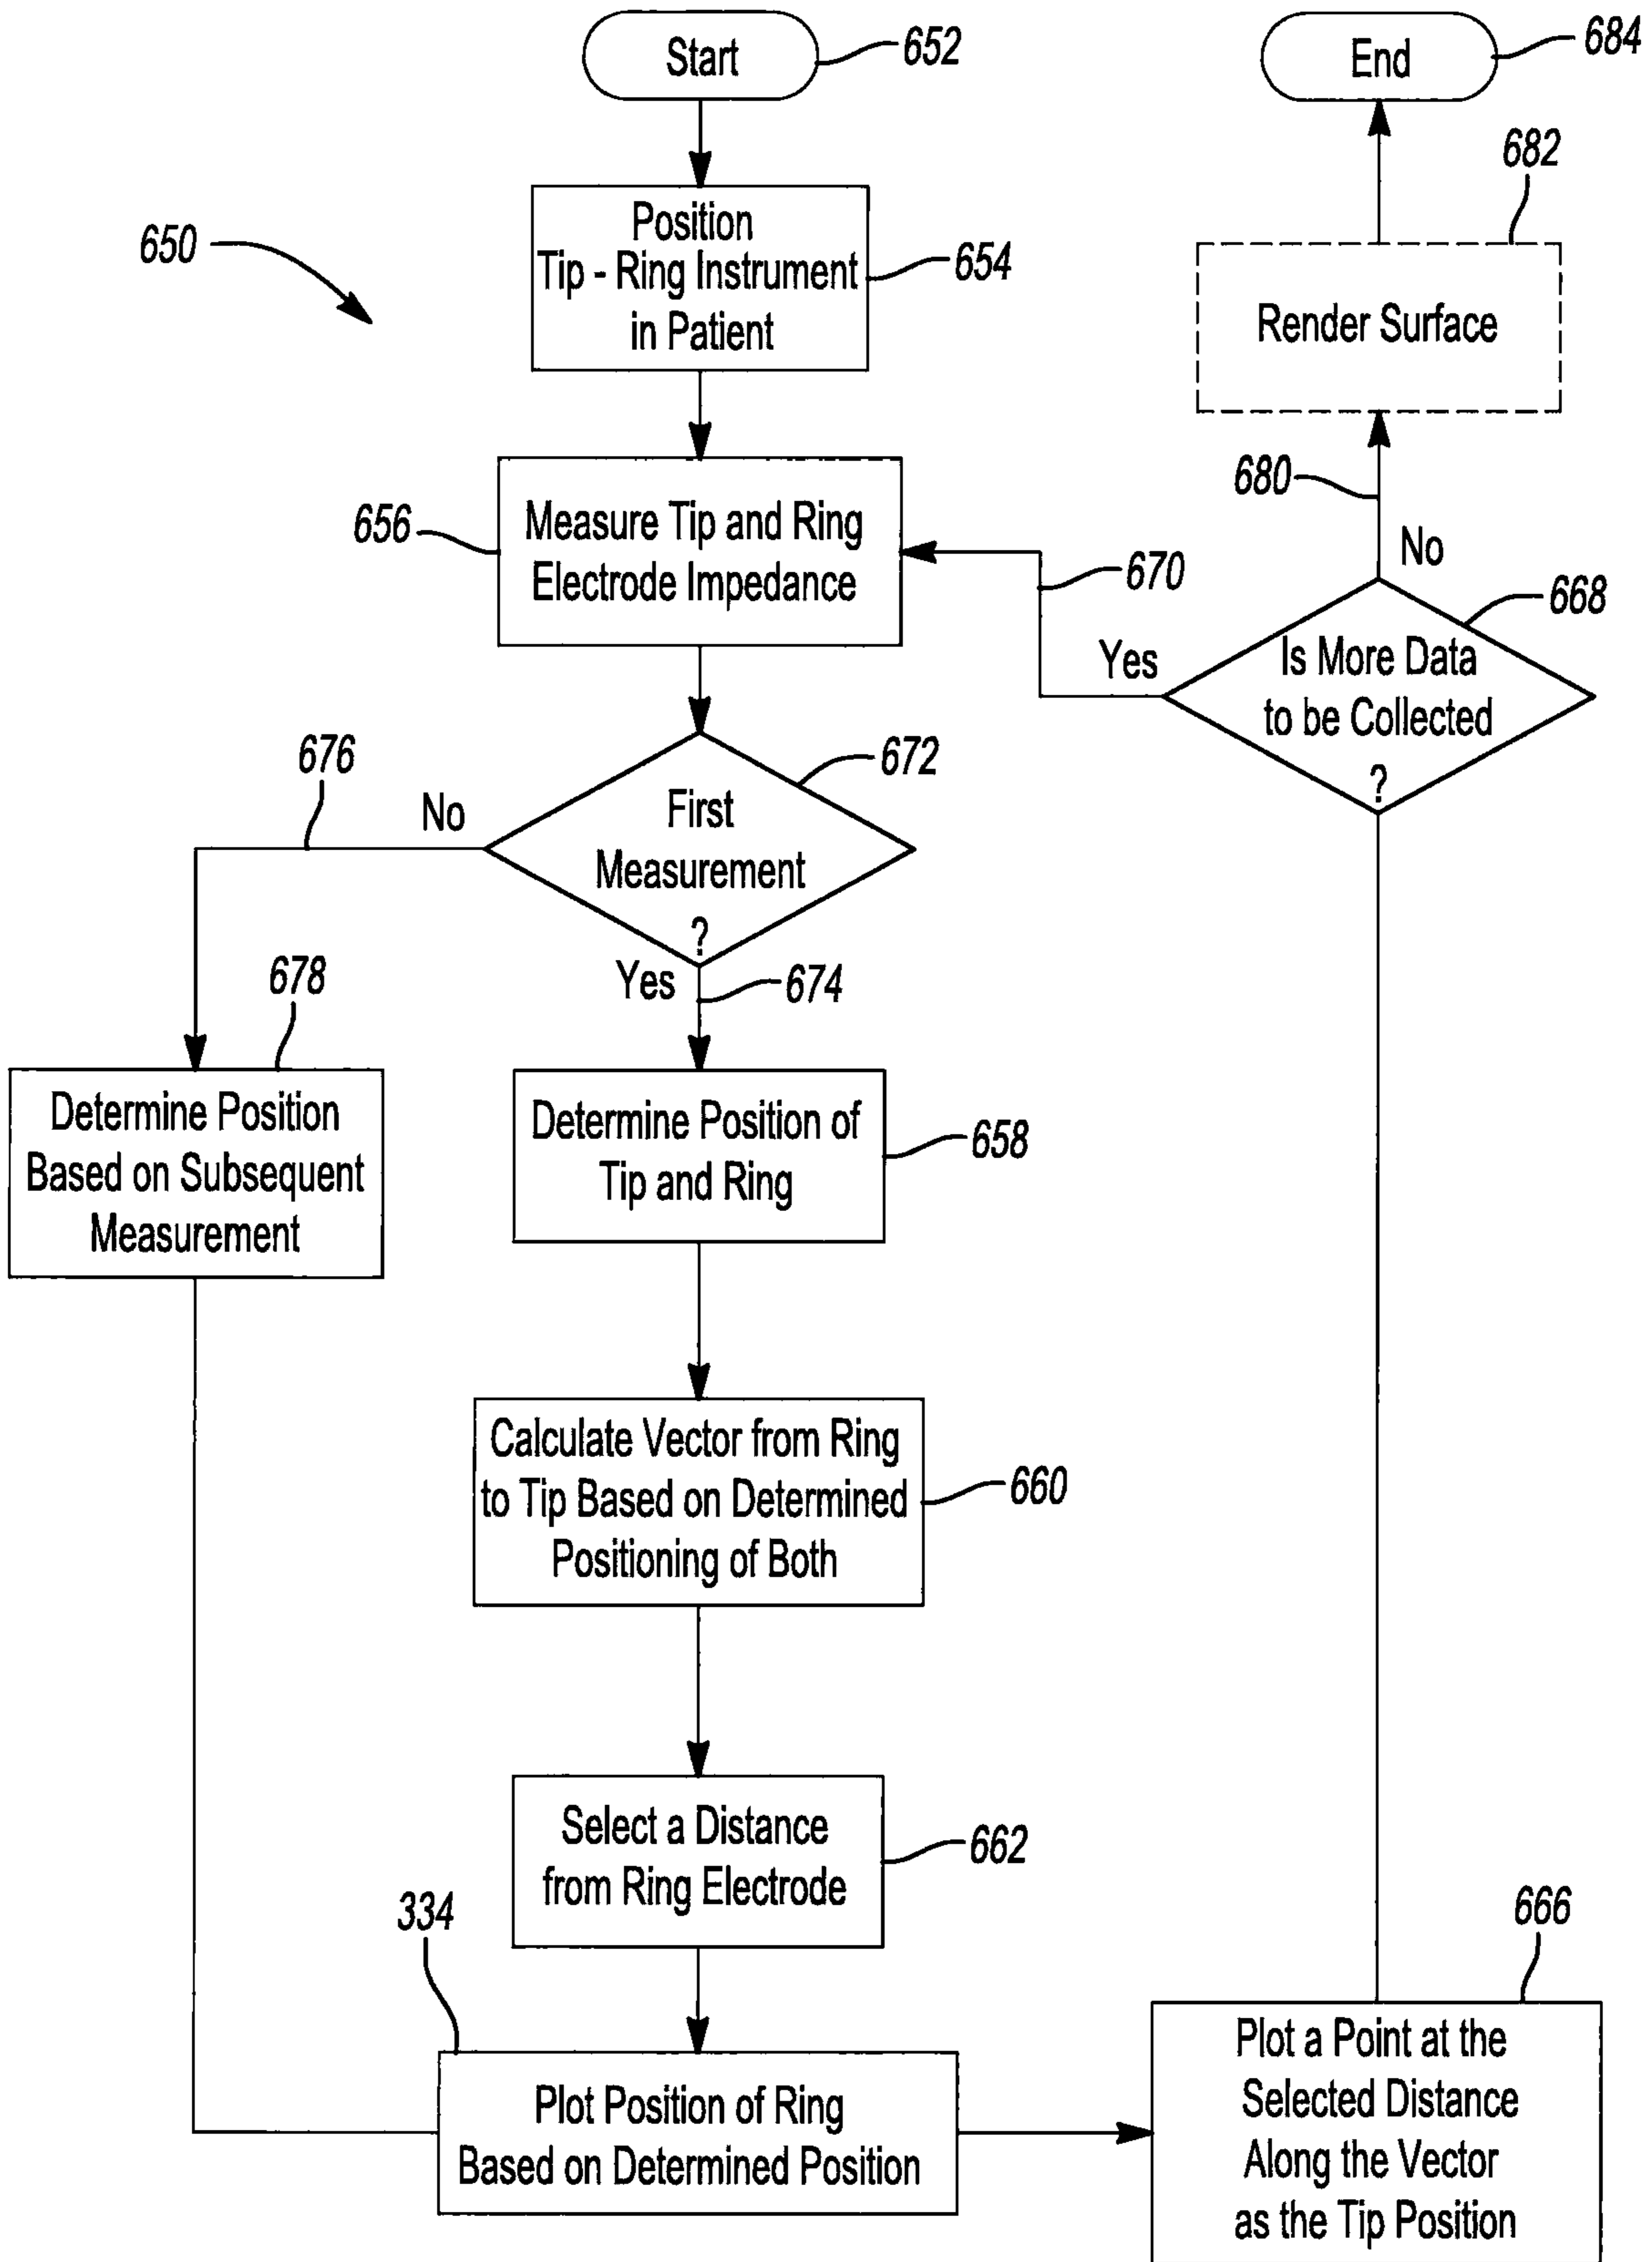 Start
652
Position
Tip - Ring Instrument
in Patient
654
650
Measure Tip and Ring
Electrode Impedance
656
First
Measurement
?
672
No
676
Yes
674
Determine Position
Based on Subsequent
Measurement
678
Determine Position of
Tip and Ring
658
Calculate Vector from Ring
to Tip Based on Determined
Positioning of Both
660
Select a Distance
from Ring Electrode
662
334
Plot Position of Ring
Based on Determined Position
666
Plot a Point at the
Selected Distance
Along the Vector
as the Tip Position
Is More Data
to be Collected
?
668
Yes
670
No
680
Render Surface
682
End
684